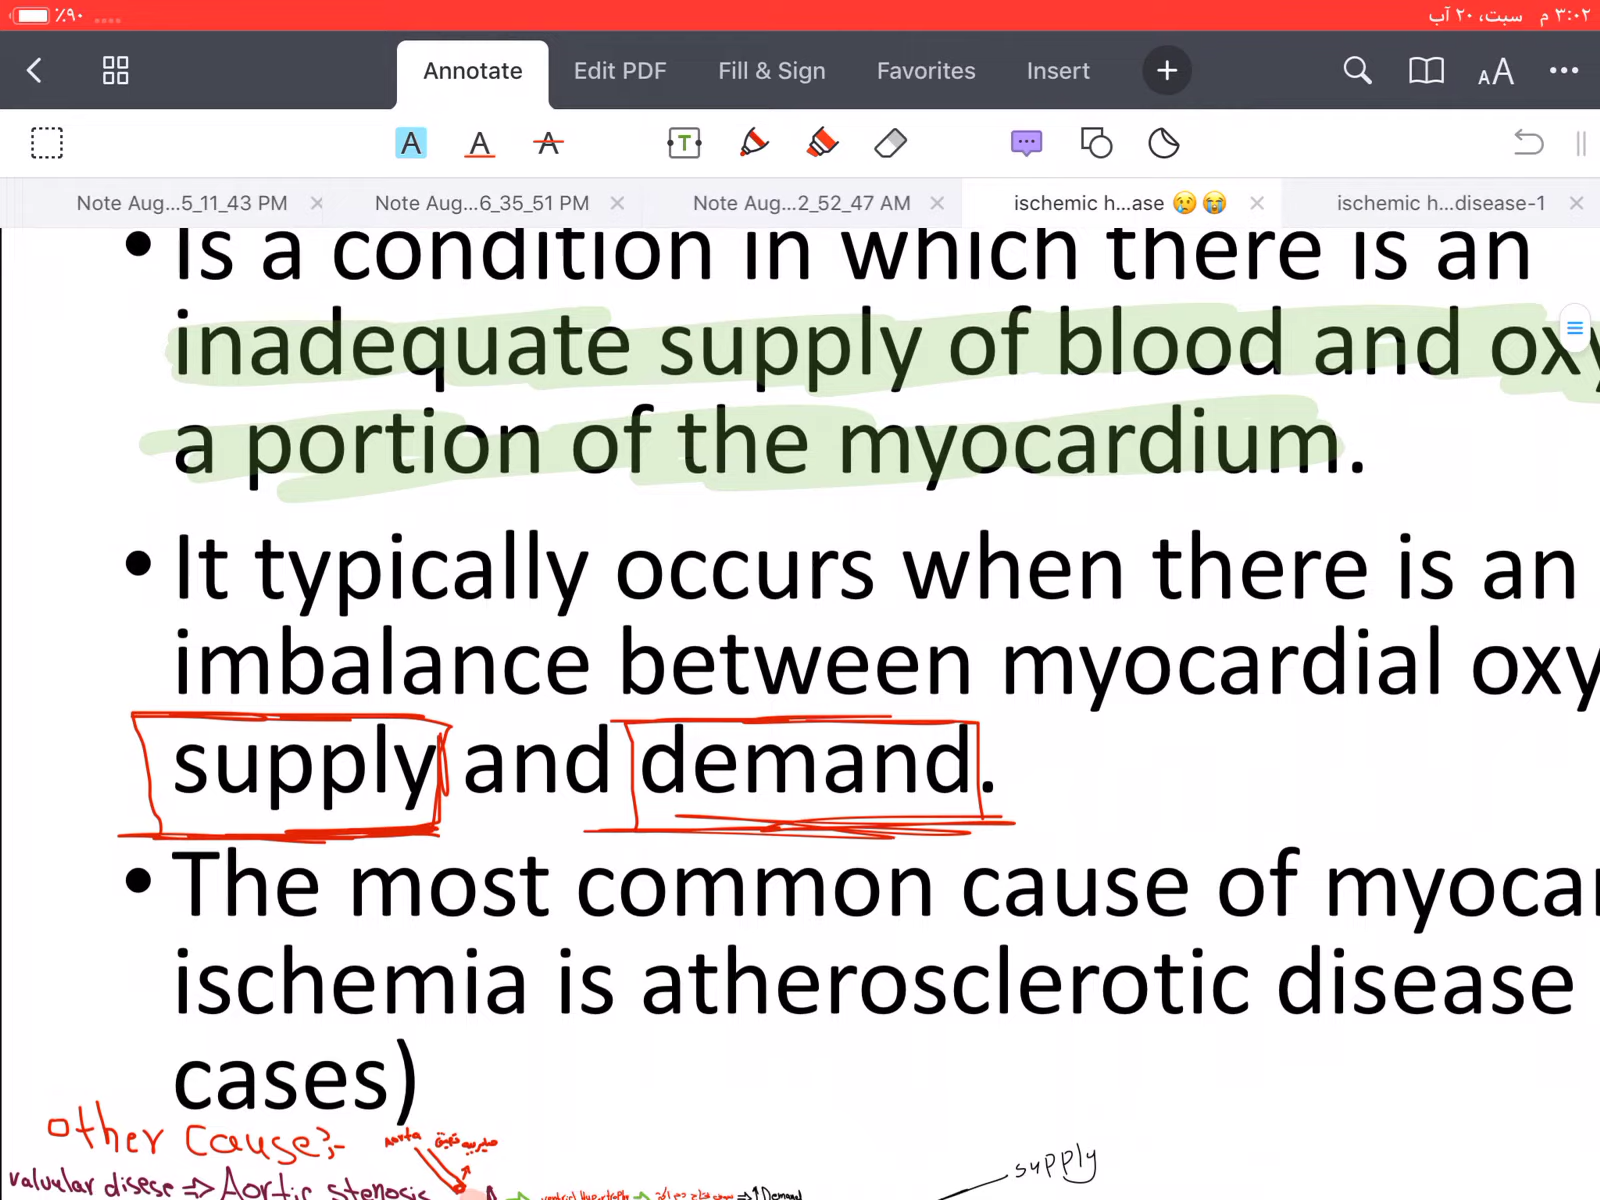 ٪٩٠ سبت، ٢٠ آب ٣:٠٢ م
Annotate Edit PDF Fill & Sign Favorites Insert
Note Aug...5_11_43 PM Note Aug...6_35_51 PM Note Aug...2_52_47 AM ischemic h...ase 😢😭 ischemic h...disease-1
• Is a condition in which there is an
inadequate supply of blood and oxy
a portion of the myocardium.
• It typically occurs when there is an
imbalance between myocardial oxy
supply and demand.
• The most common cause of myocar
ischemia is atherosclerotic disease
cases)
other cause:-
Aorta
supply
valvular disese ⇒ Aortic stenosis
⇒ ↑Demand